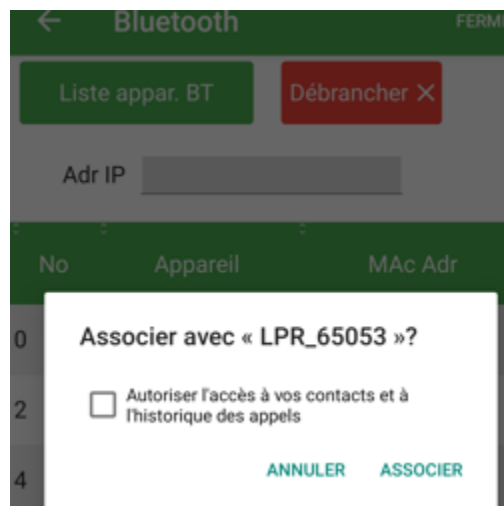 Bluetooth
FERMI
Liste appar. BT
Débrancher ×
Adr IP
No Appareil MAc Adr
0
Associer avec « LPR_65053 »?
2
Autoriser l'accès à vos contacts et à
l'historique des appels
4
ANNULER ASSOCIER